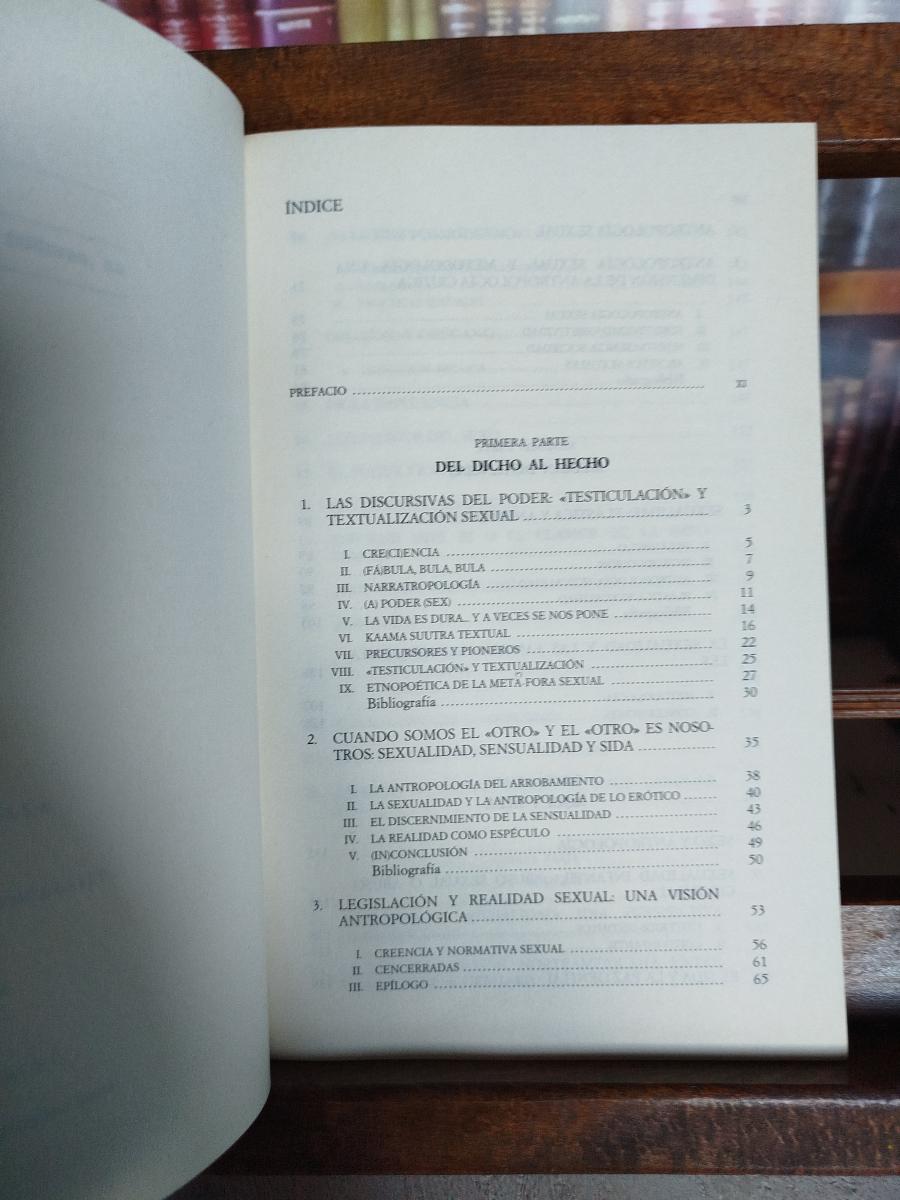 ÍNDICE
PREFACIO ........ XI
PRIMERA PARTE
DEL DICHO AL HECHO
1. LAS DISCURSIVAS DEL PODER: «TESTICULACIÓN» Y
TEXTUALIZACIÓN SEXUAL ........ 3
I. CRE(CI)ENCIA ........ 5
II. (FÁ)BULA, BULA, BULA ........ 7
III. NARRATROPOLOGÍA ........ 9
IV. (A) PODER (SEX) ........ 11
V. LA VIDA ES DURA... Y A VECES SE NOS PONE ........ 14
VI. KAAMA SUUTRA TEXTUAL ........ 16
VII. PRECURSORES Y PIONEROS ........ 22
VIII. «TESTICULACIÓN» Y TEXTUALIZACIÓN ........ 25
IX. ETNOPOÉTICA DE LA META-FORA SEXUAL ........ 27
Bibliografía ........ 30
2. CUANDO SOMOS EL «OTRO» Y EL «OTRO» ES NOSO-
TROS: SEXUALIDAD, SENSUALIDAD Y SIDA ........ 35
I. LA ANTROPOLOGÍA DEL ARROBAMIENTO ........ 38
II. LA SEXUALIDAD Y LA ANTROPOLOGÍA DE LO ERÓTICO ........ 40
III. EL DISCERNIMIENTO DE LA SENSUALIDAD ........ 43
IV. LA REALIDAD COMO ESPÉCULO ........ 46
V. (IN)CONCLUSIÓN ........ 49
Bibliografía ........ 50
3. LEGISLACIÓN Y REALIDAD SEXUAL: UNA VISIÓN
ANTROPOLÓGICA ........ 53
I. CREENCIA Y NORMATIVA SEXUAL ........ 56
II. CENCERRADAS ........ 61
III. EPÍLOGO ........ 65